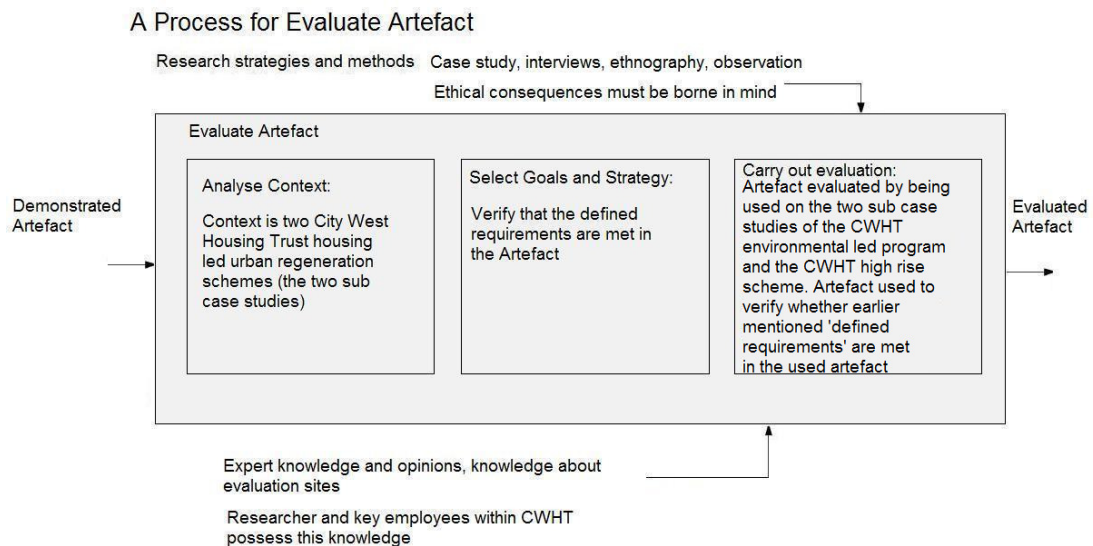 A Process for Evaluate Artefact
Research strategies and methods Case study, interviews, ethnography, observation
Ethical consequences must be borne in mind
Evaluate Artefact
Demonstrated
Artefact
Analyse Context:
Context is two City West
Housing Trust housing
led urban regeneration
schemes (the two sub
case studies)
Select Goals and Strategy:
Verify that the defined
requirements are met in
the Artefact
Carry out evaluation:
Artefact evaluated by being
used on the two sub case
studies of the CWHT
environmental led program
and the CWHT high rise
scheme. Artefact used to
verify whether earlier
mentioned 'defined
requirements' are met
in the used artefact
Evaluated
Artefact
Expert knowledge and opinions, knowledge about
evaluation sites
Researcher and key employees within CWHT
possess this knowledge